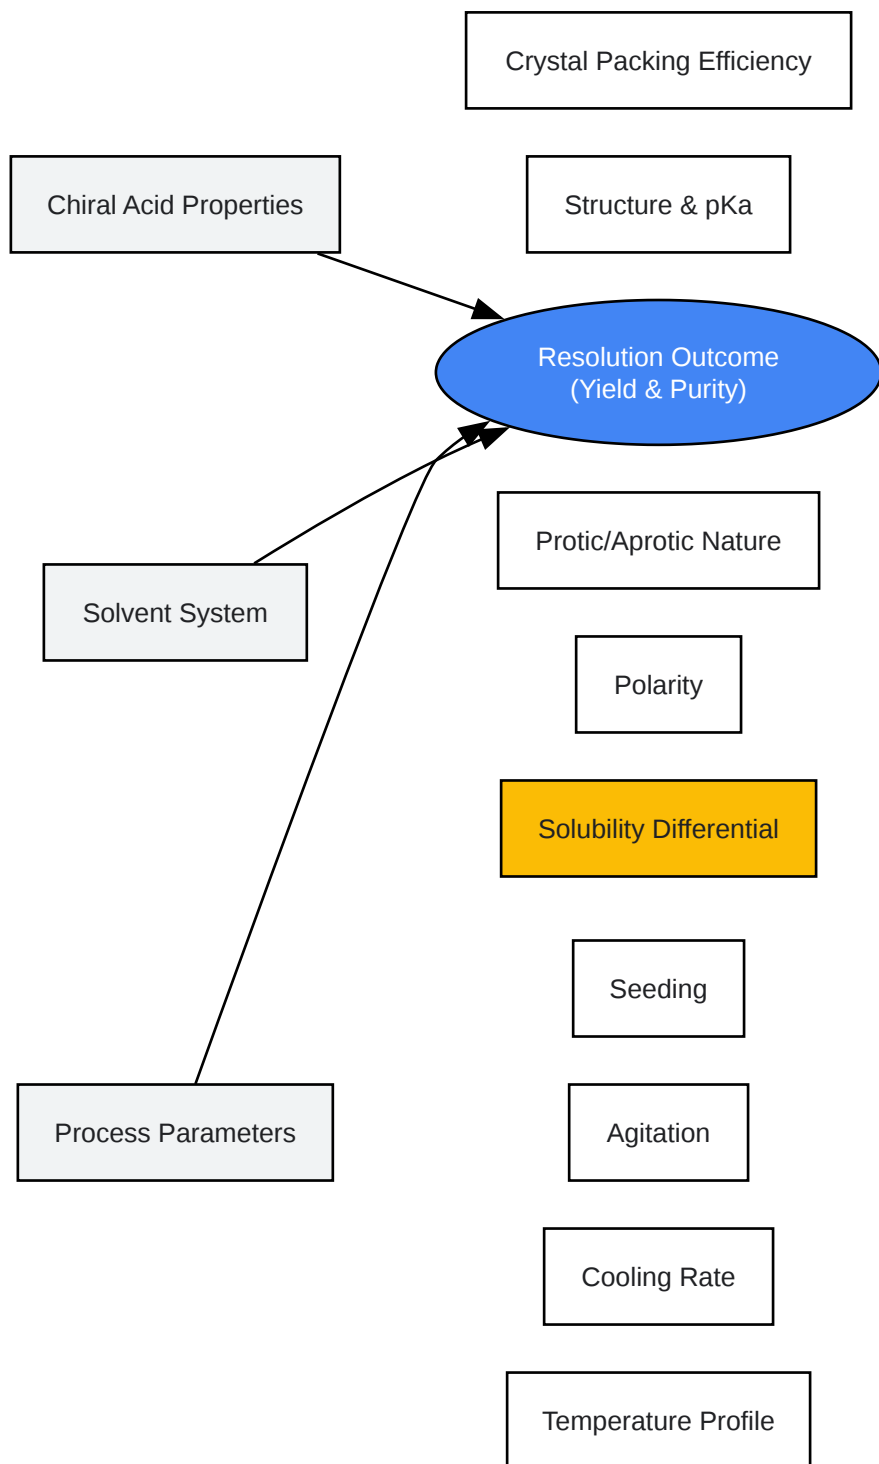 Crystal Packing Efficiency
Chiral Acid Properties
Structure & pKa
Resolution Outcome
(Yield & Purity)
Protic/Aprotic Nature
Solvent System
Polarity
Solubility Differential
Seeding
Process Parameters
Agitation
Cooling Rate
Temperature Profile